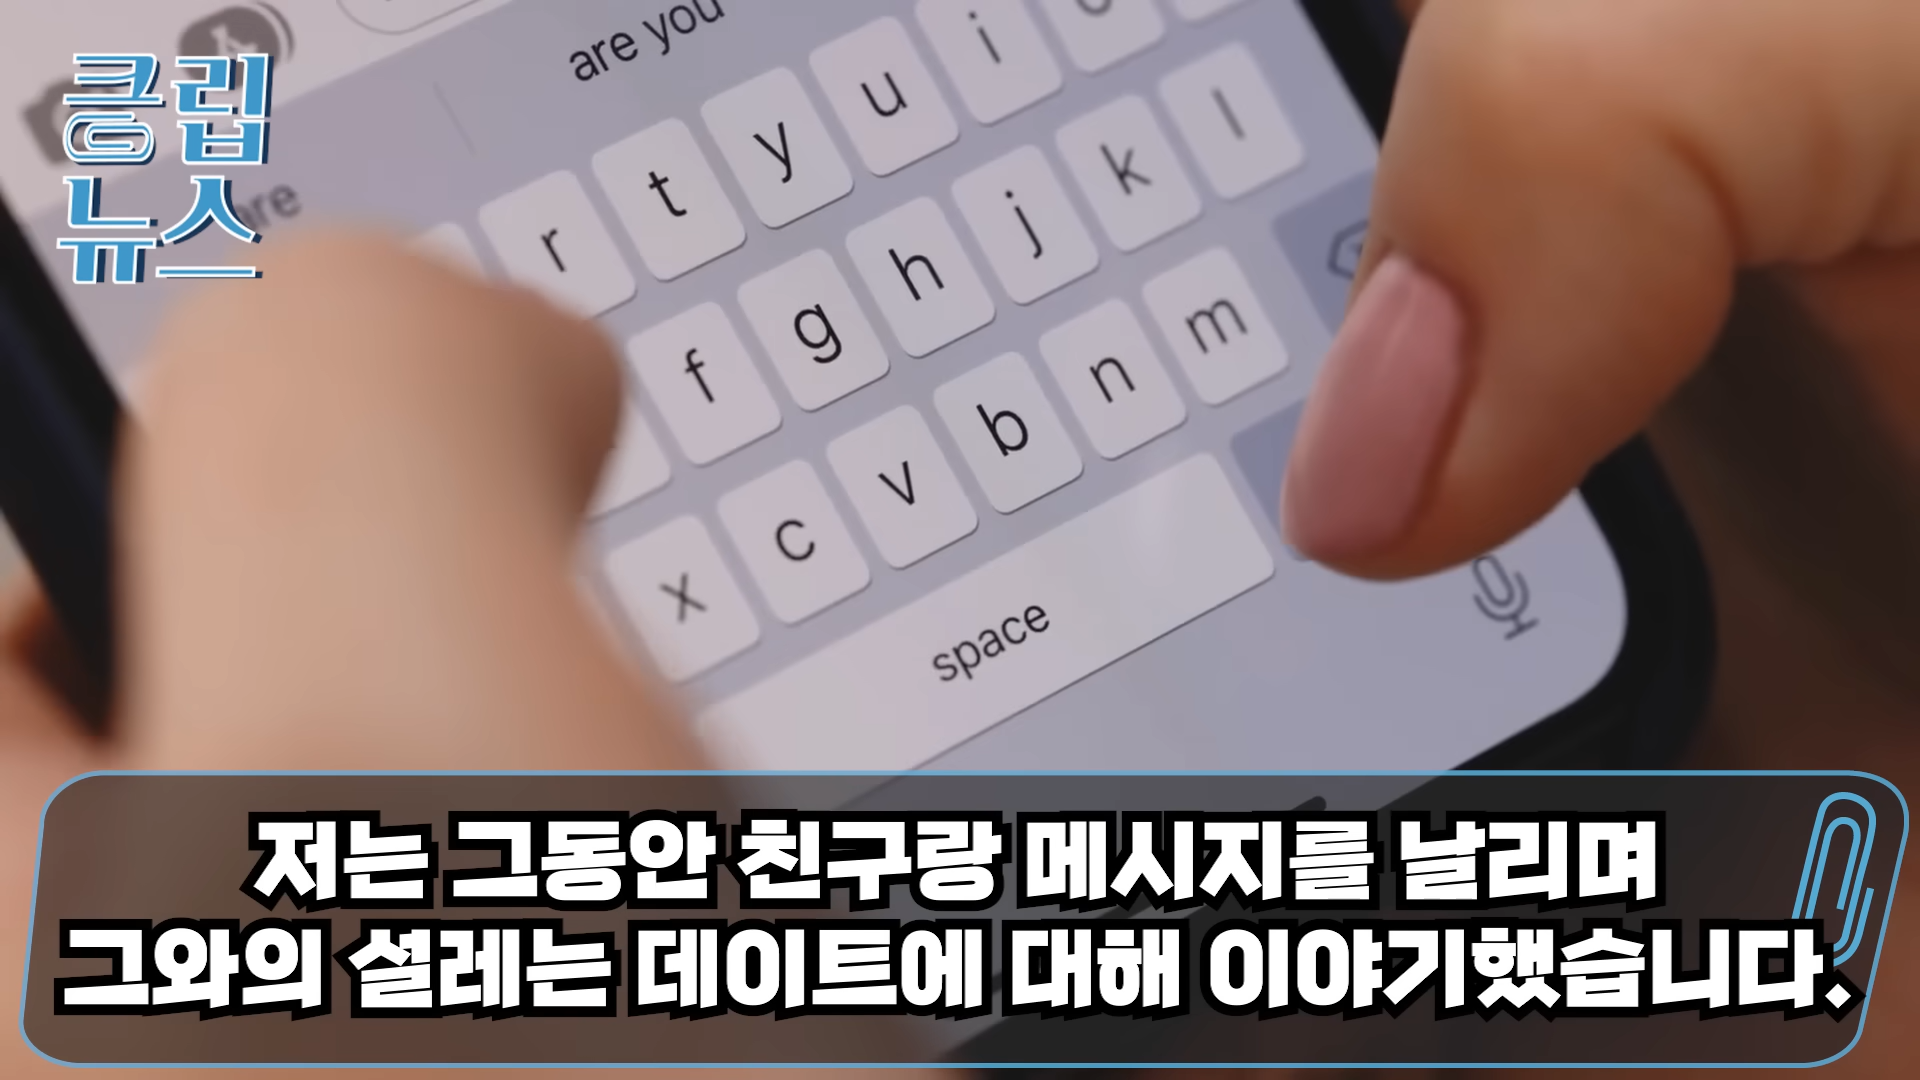 클립
뉴스
are you
are
r t y u i o
f g h j k l
x c v b n m
space
저는 그동안 친구랑 메시지를 날리며
그와의 설레는 데이트에 대해 이야기했습니다.